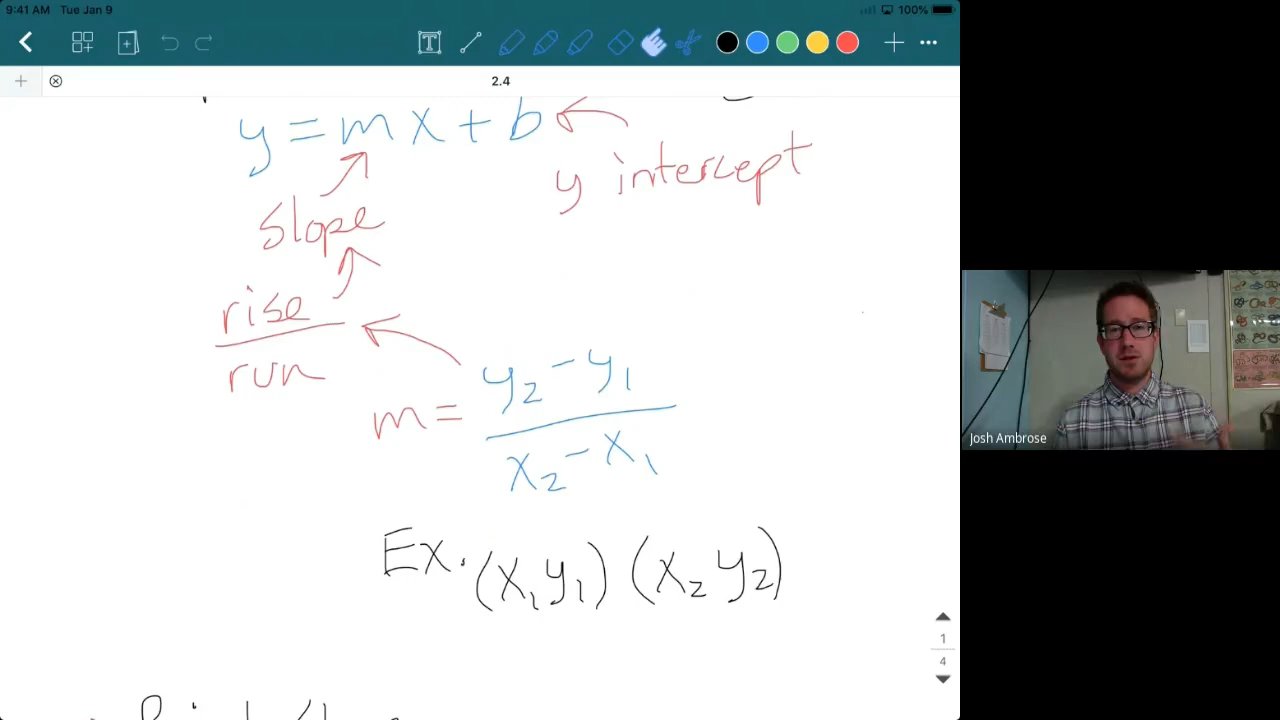 9:41 AM Tue Jan 9
100%
T
2.4
y = mx + b
y intercept
slope
rise
run
m = y₂ - y₁
x₂ - x₁
Ex. (x₁ y₁) (x₂ y₂)
1
4
Josh Ambrose